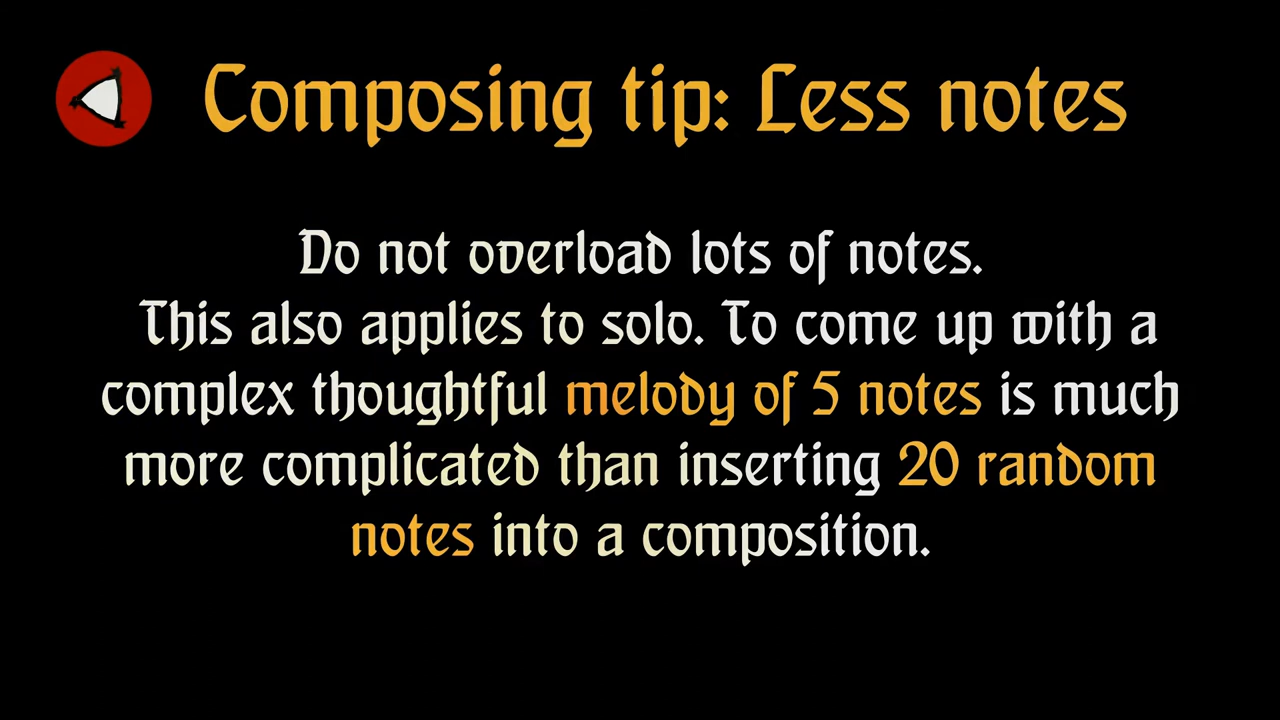 Composing tip: Less notes
Do not overload lots of notes.
This also applies to solo. To come up with a
complex thoughtful melody of 5 notes is much
more complicated than inserting 20 random
notes into a composition.